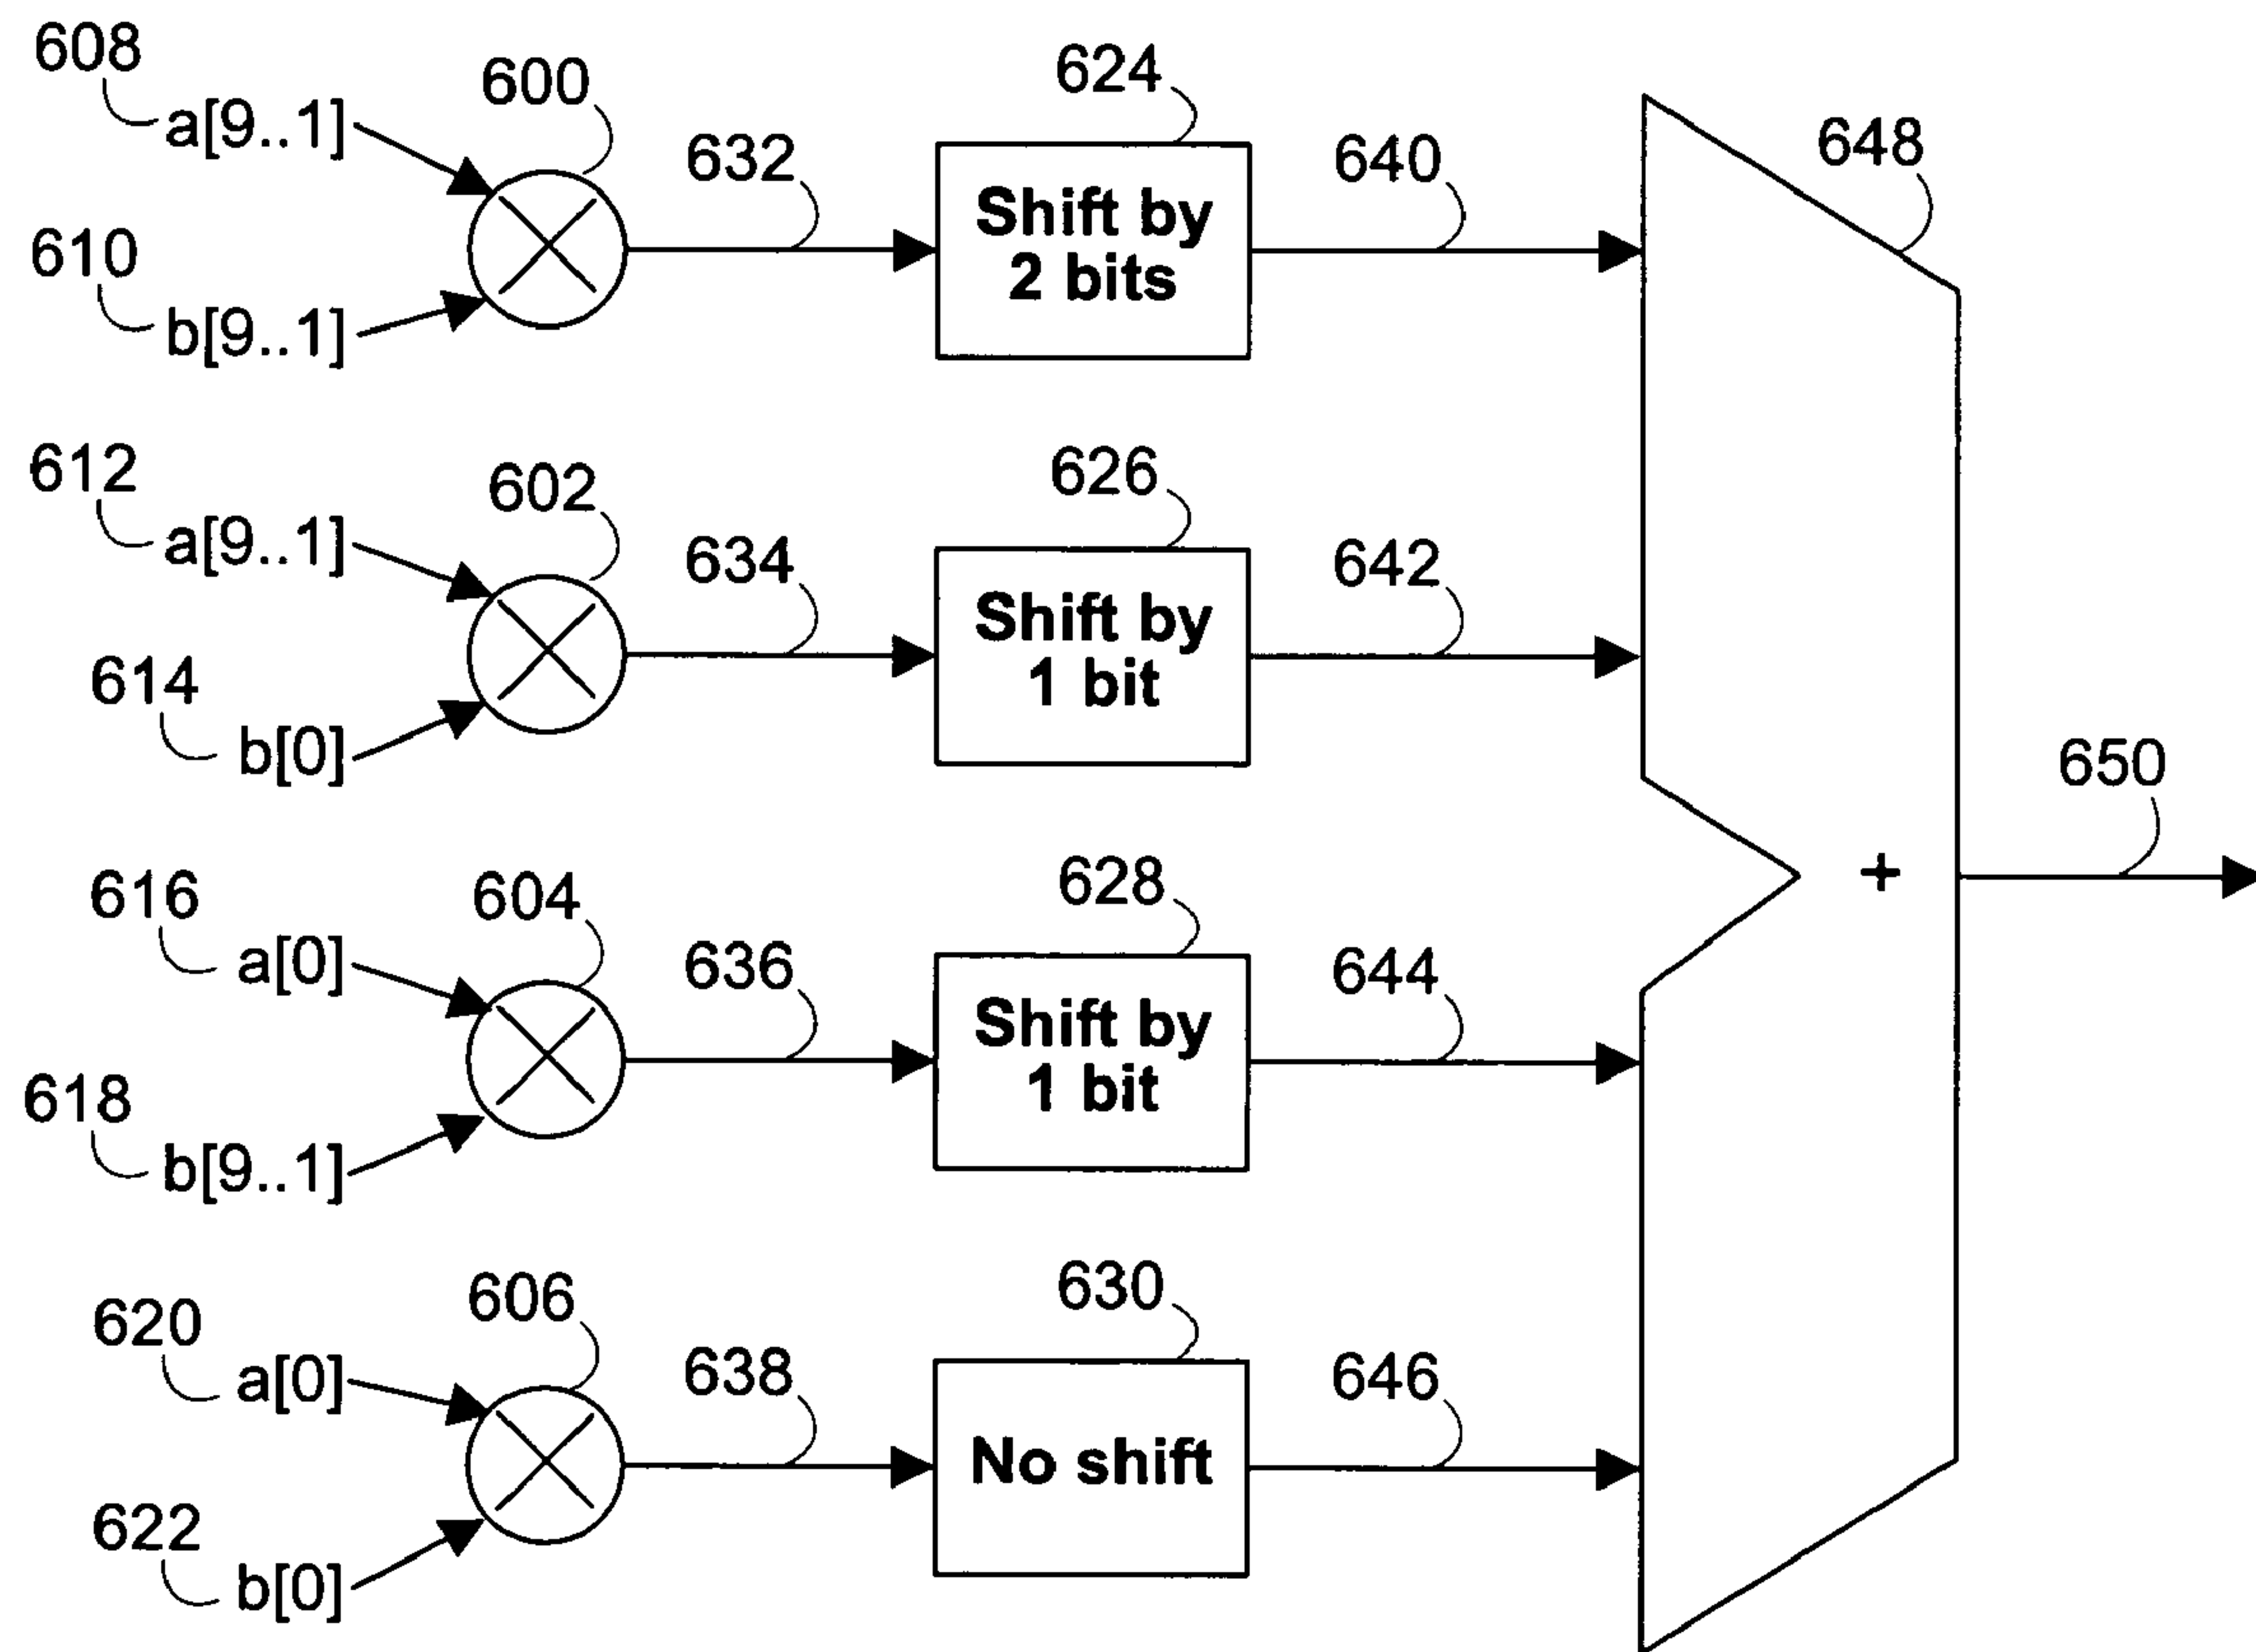 608
a[9..1]
600
632
624
Shift by
2 bits
640
648
610
b[9..1]
612
a[9..1]
602
634
626
Shift by
1 bit
642
614
b[0]
650
616
a[0]
604
636
628
Shift by
1 bit
644
+
618
b[9..1]
620
a[0]
606
638
630
No shift
646
622
b[0]